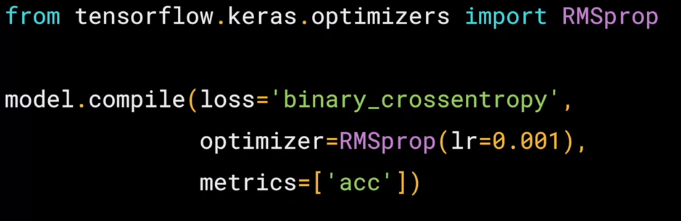 from tensorflow.keras.optimizers import RMSprop
model.compile(loss='binary_crossentropy',
optimizer=RMSprop(lr=0.001),
metrics=['acc'])